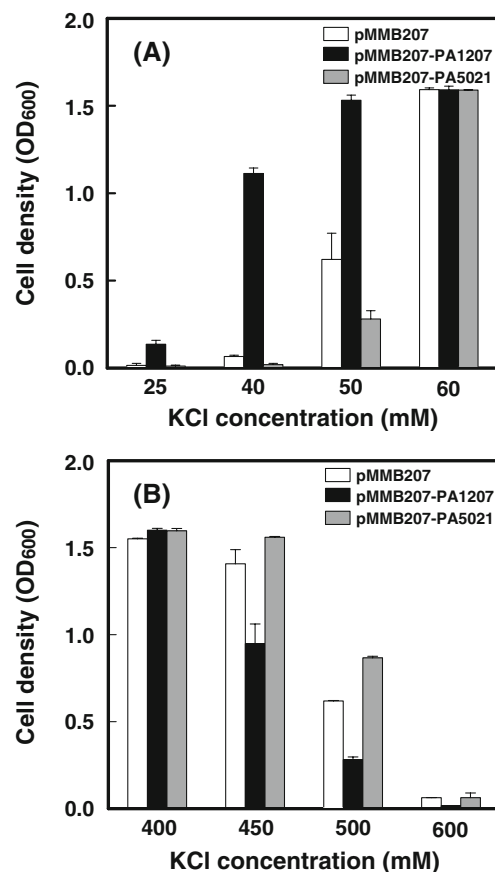 (A)
pMMB207
pMMB207-PA1207
pMMB207-PA5021
Cell density (OD600)
2.0
1.5
1.0
0.5
0.0
25 40 50 60
KCl concentration (mM)
(B)
pMMB207
pMMB207-PA1207
pMMB207-PA5021
Cell density (OD600)
2.0
1.5
1.0
0.5
0.0
400 450 500 600
KCl concentration (mM)